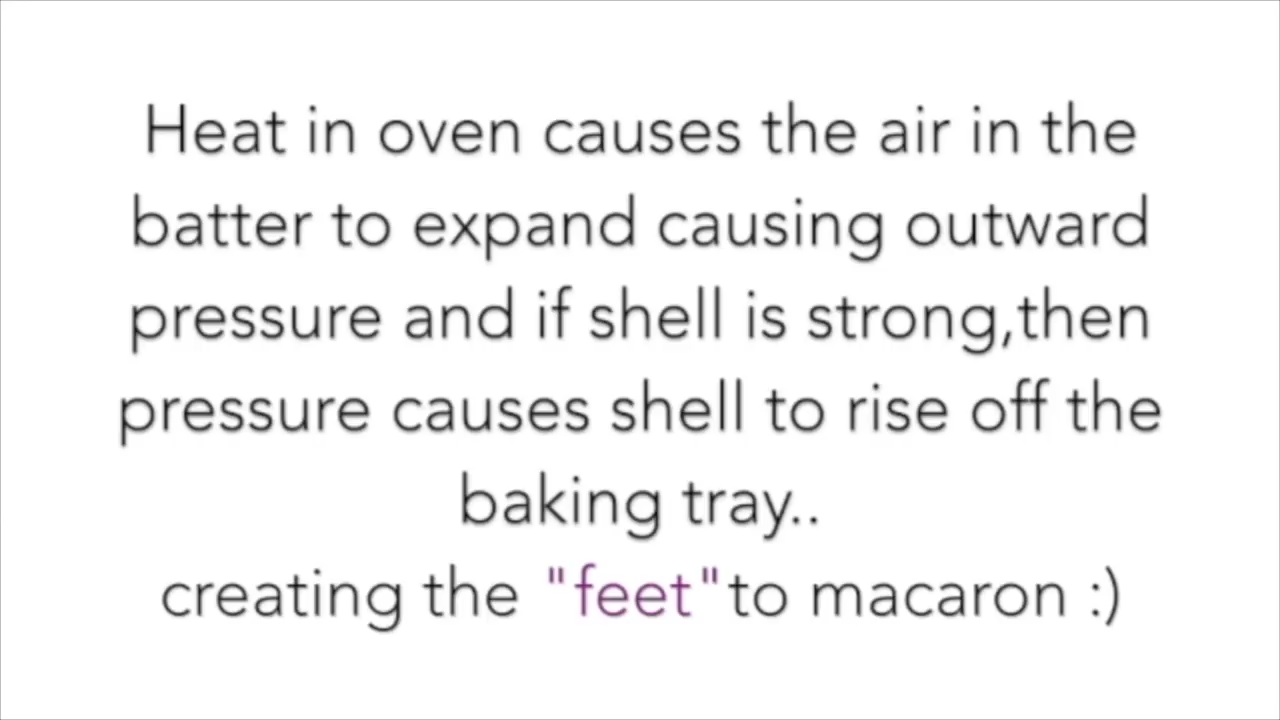 Heat in oven causes the air in the
batter to expand causing outward
pressure and if shell is strong,then
pressure causes shell to rise off the
baking tray..
creating the "feet"to macaron :)